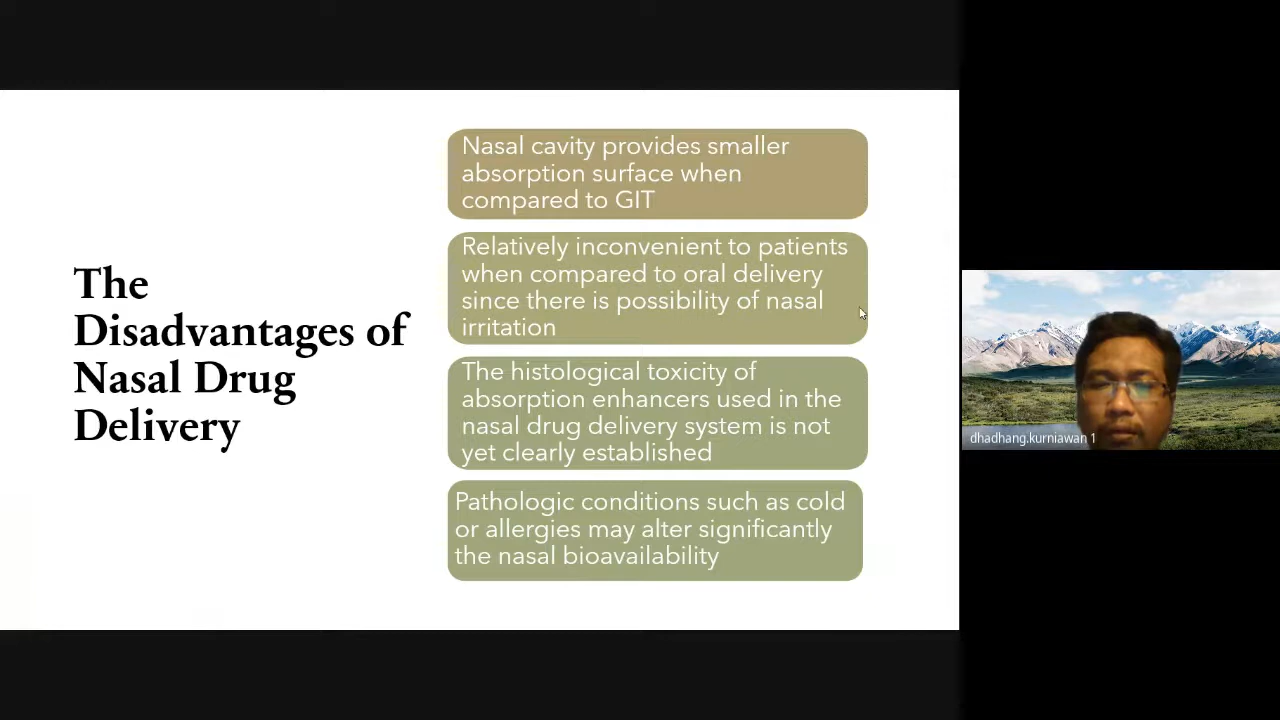 The
Disadvantages of
Nasal Drug
Delivery
Nasal cavity provides smaller
absorption surface when
compared to GIT
Relatively inconvenient to patients
when compared to oral delivery
since there is possibility of nasal
irritation
The histological toxicity of
absorption enhancers used in the
nasal drug delivery system is not
yet clearly established
Pathologic conditions such as cold
or allergies may alter significantly
the nasal bioavailability
dhadhang.kurniawan 1